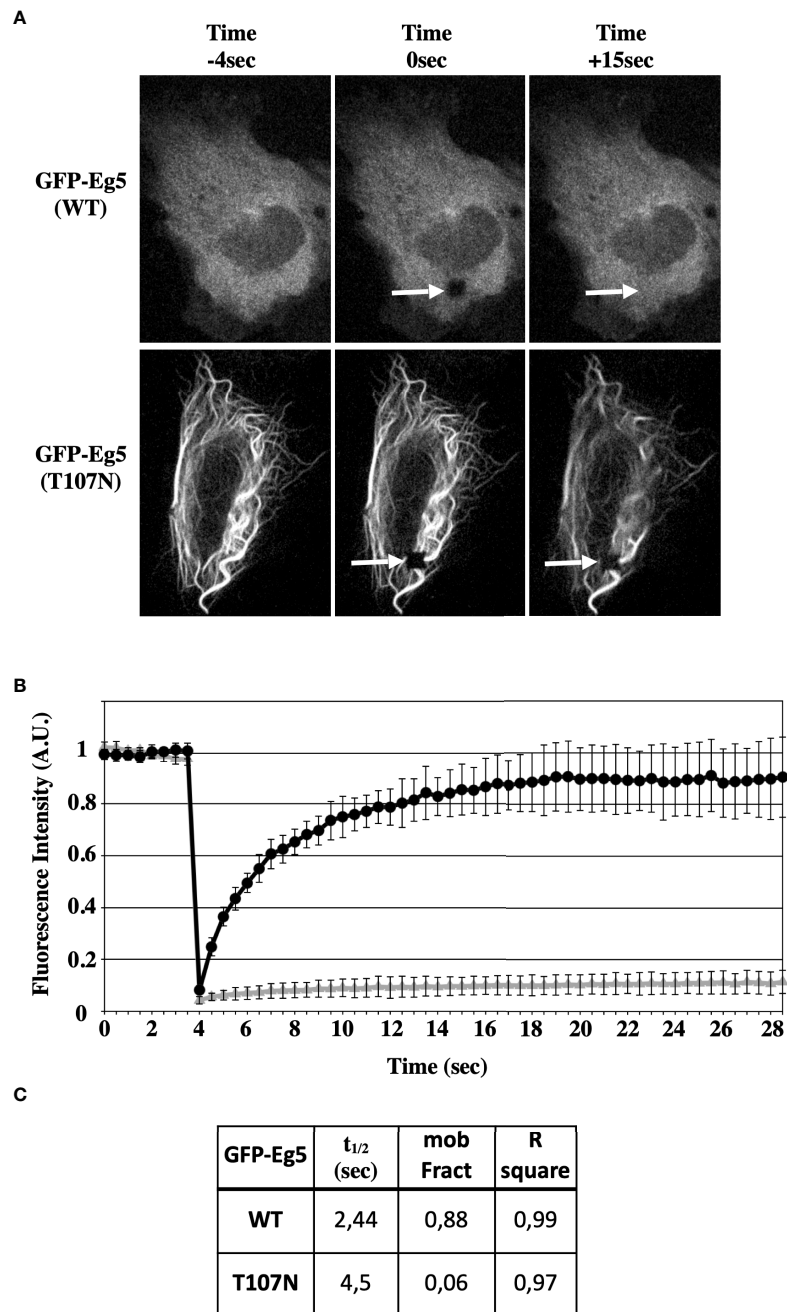 A
Time -4sec
Time 0sec
Time +15sec
GFP-Eg5 (WT)
GFP-Eg5 (T107N)
B
Fluorescence Intensity (A.U.)
1
0.8
0.6
0.4
0.2
0
0 2 4 6 8 10 12 14 16 18 20 22 24 26 28
Time (sec)
C
GFP-Eg5 t1/2 (sec) mob Fract R square
WT 2,44 0,88 0,99
T107N 4,5 0,06 0,97